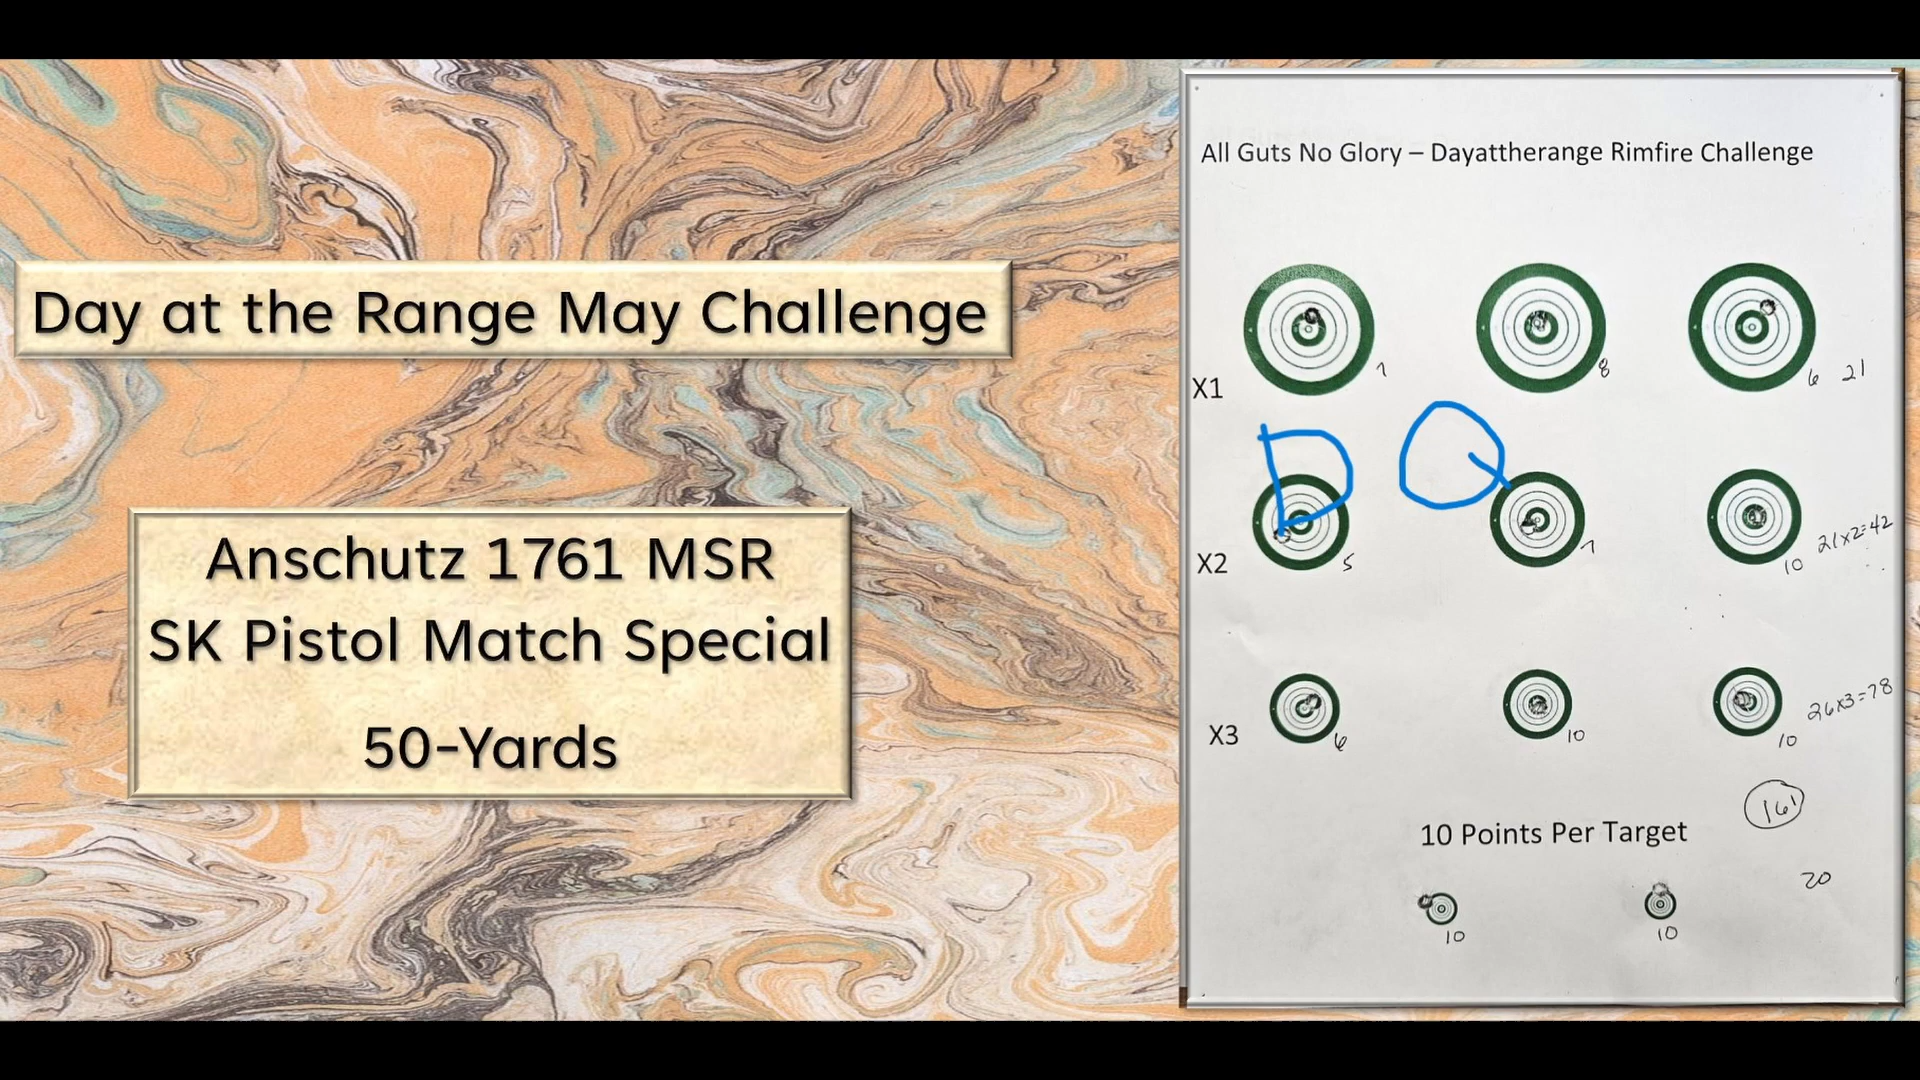 Day at the Range May Challenge
Anschutz 1761 MSR
SK Pistol Match Special
50-Yards
All Guts No Glory – Dayattherange Rimfire Challenge
X1
7
8
6 21
DQ
X2
5
7
10
21x2=42
X3
6
10
10
26x3=78
161
10 Points Per Target
20
10
10